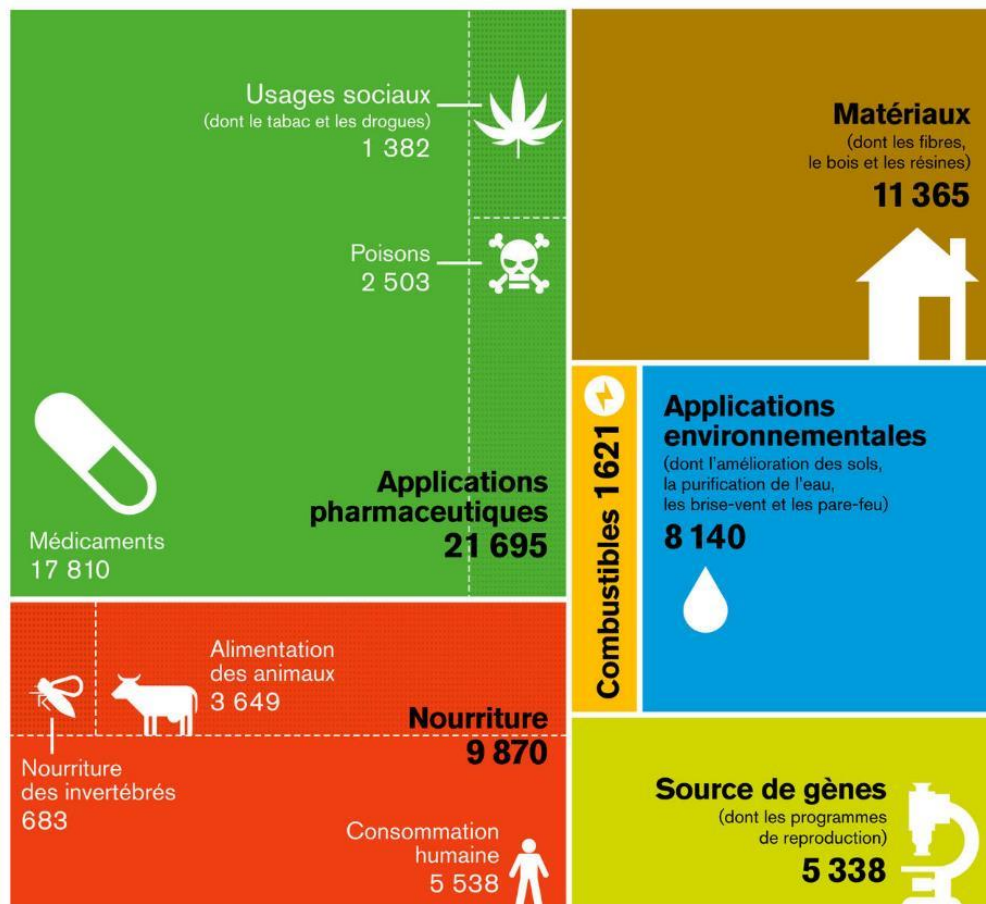 Usages sociaux
(dont le tabac et les drogues)
1 382
Poisons
2 503
Médicaments
17 810
Applications
pharmaceutiques
21 695
Matériaux
(dont les fibres,
le bois et les résines)
11 365
Combustibles 1 621
Applications
environnementales
(dont l'amélioration des sols,
la purification de l'eau,
les brise-vent et les pare-feu)
8 140
Alimentation
des animaux
3 649
Nourriture
9 870
Nourriture
des invertébrés
683
Consommation
humaine
5 538
Source de gènes
(dont les programmes
de reproduction)
5 338